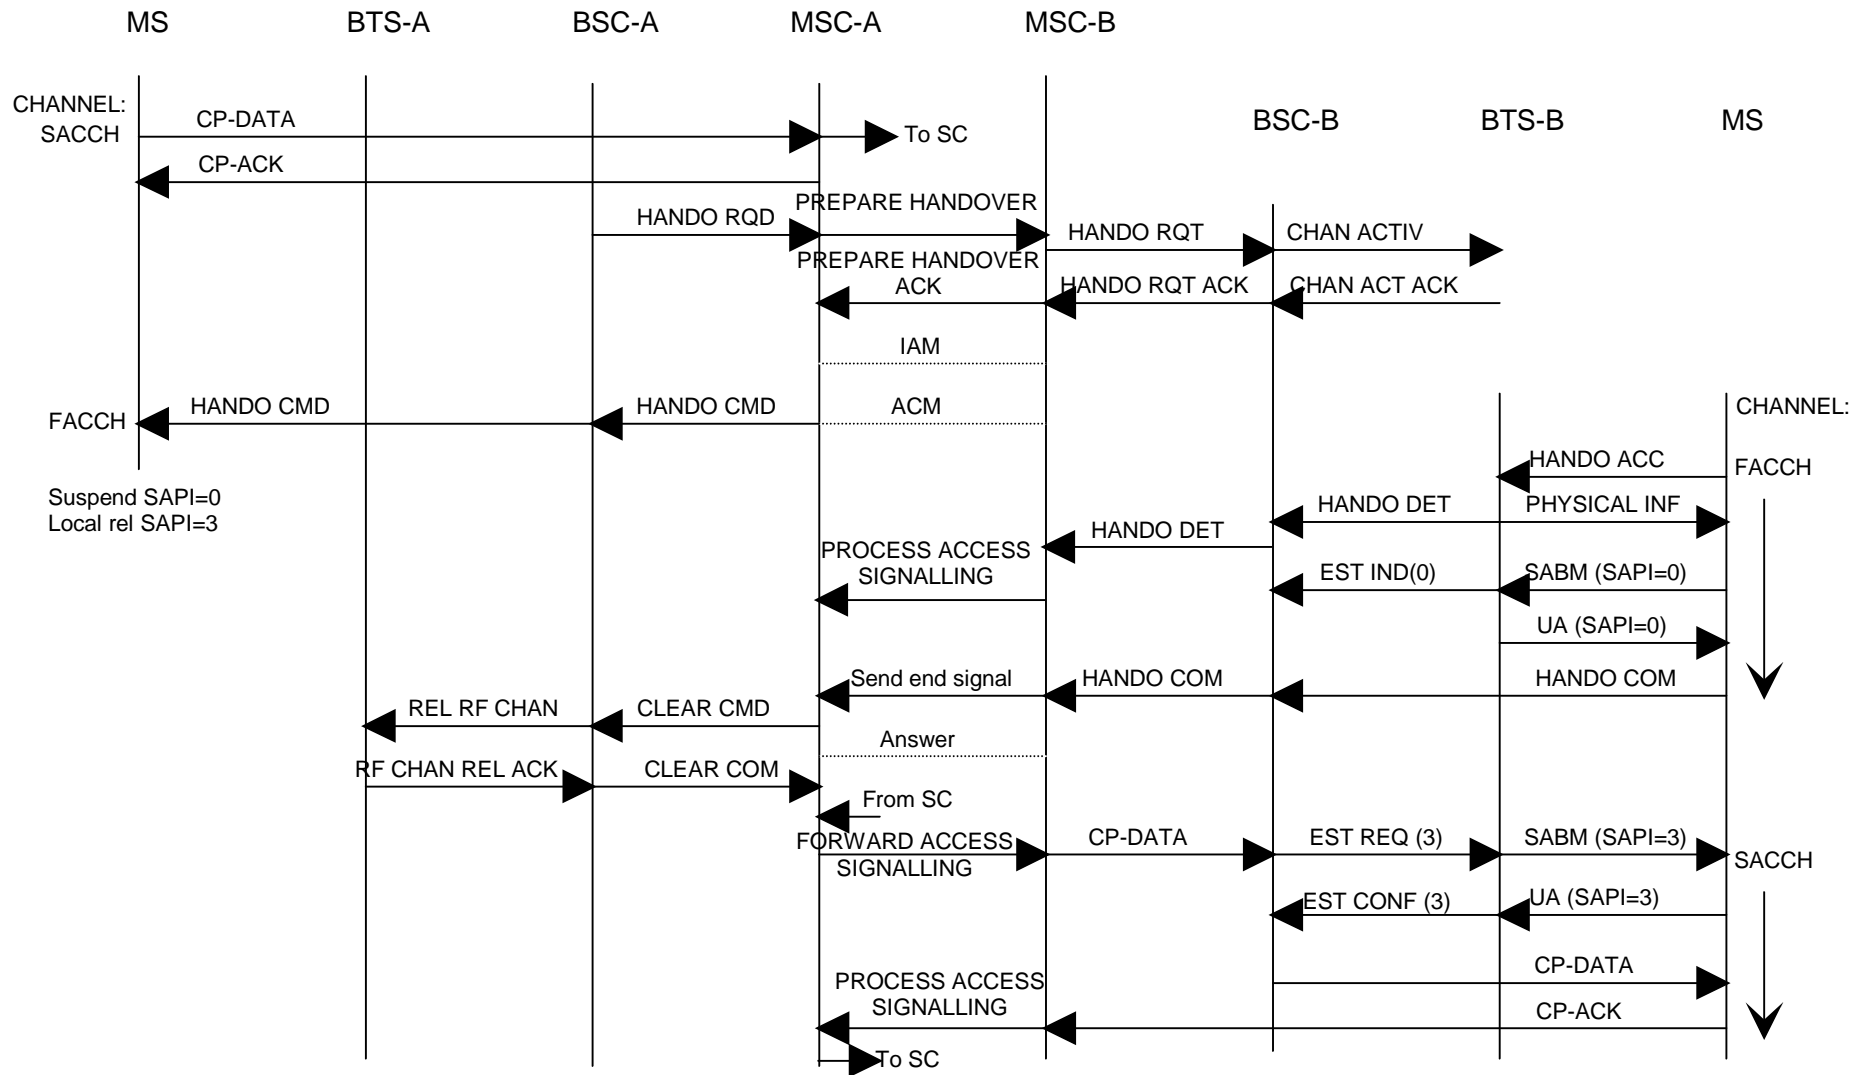 MS BTS-A BSC-A MSC-A MSC-B
CHANNEL:
BSC-B BTS-B MS
CP-DATA
SACCH
To SC
CP-ACK
PREPARE HANDOVER
HANDO RQD
HANDO RQT
CHAN ACTIV
PREPARE HANDOVER
ACK
HANDO RQT ACK
CHAN ACT ACK
IAM
HANDO CMD
HANDO CMD
ACM
CHANNEL:
FACCH
HANDO ACC
FACCH
Suspend SAPI=0
Local rel SAPI=3
HANDO DET
PHYSICAL INF
HANDO DET
PROCESS ACCESS
SIGNALLING
EST IND(0)
SABM (SAPI=0)
UA (SAPI=0)
Send end signal
HANDO COM
HANDO COM
REL RF CHAN
CLEAR CMD
Answer
RF CHAN REL ACK
CLEAR COM
From SC
FORWARD ACCESS
SIGNALLING
CP-DATA
EST REQ (3)
SABM (SAPI=3)
SACCH
EST CONF (3)
UA (SAPI=3)
CP-DATA
PROCESS ACCESS
SIGNALLING
CP-ACK
To SC